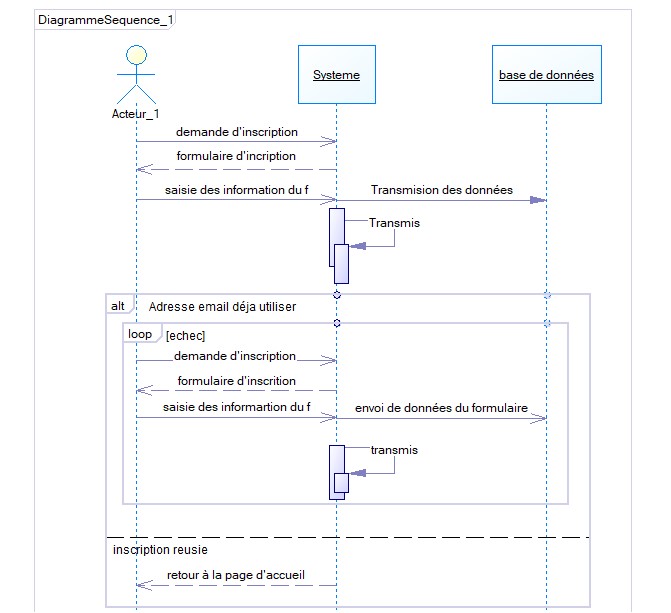 DiagrammeSequence_1
Systeme
base de données
Acteur_1
demande d'inscription
formulaire d'incription
saisie des information du f
Transmision des données
Transmis
alt
Adresse email déja utiliser
loop
[echec]
demande d'inscription
formulaire d'inscrition
saisie des informartion du f
envoi de données du formulaire
transmis
inscription reusie
retour à la page d'accueil